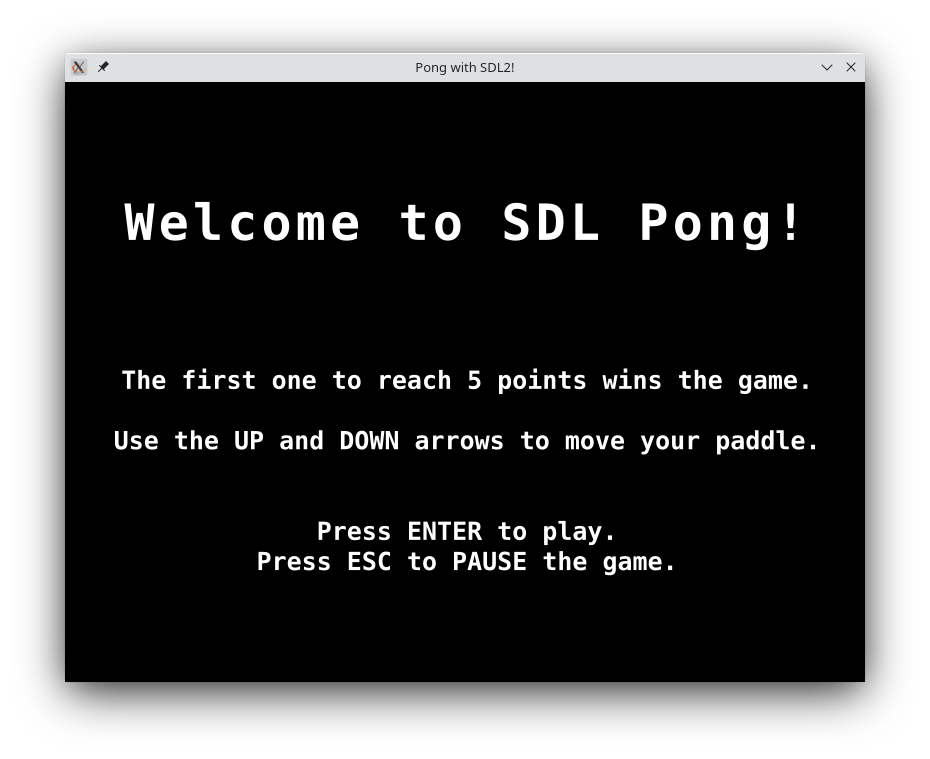 Pong with SDL2!
Welcome to SDL Pong!
The first one to reach 5 points wins the game.
Use the UP and DOWN arrows to move your paddle.
Press ENTER to play.
Press ESC to PAUSE the game.